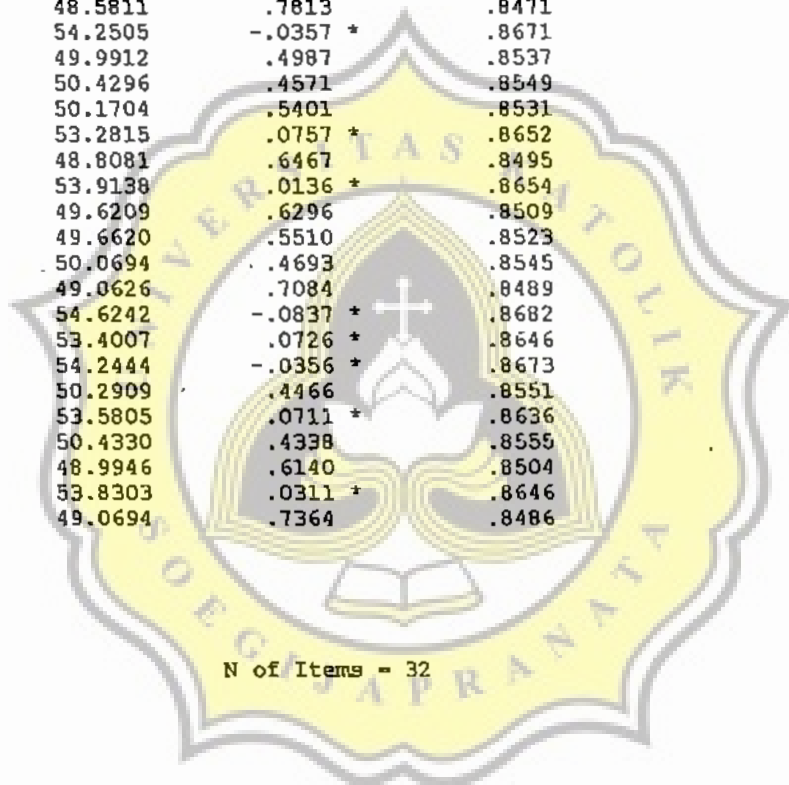 48.5811 .7813 .8471
54.2505 -.0357 * .8671
49.9912 .4987 .8537
50.4296 .4571 .8549
50.1704 .5401 .8531
53.2815 .0757 * .8652
48.8081 .6467 .8495
53.9138 .0136 * .8654
49.6209 .6296 .8509
49.6620 .5510 .8523
50.0694 .4693 .8545
49.0626 .7084 .8489
54.6242 -.0837 * .8682
53.4007 .0726 * .8646
54.2444 -.0356 * .8673
50.2909 .4466 .8551
53.5805 .0711 * .8636
50.4330 .4338 .8555
48.9946 .6140 .8504
53.8303 .0311 * .8646
49.0694 .7364 .8486
N of Items = 32
UNIVERSITAS KATOLIK
SOEGIJAPRANATA